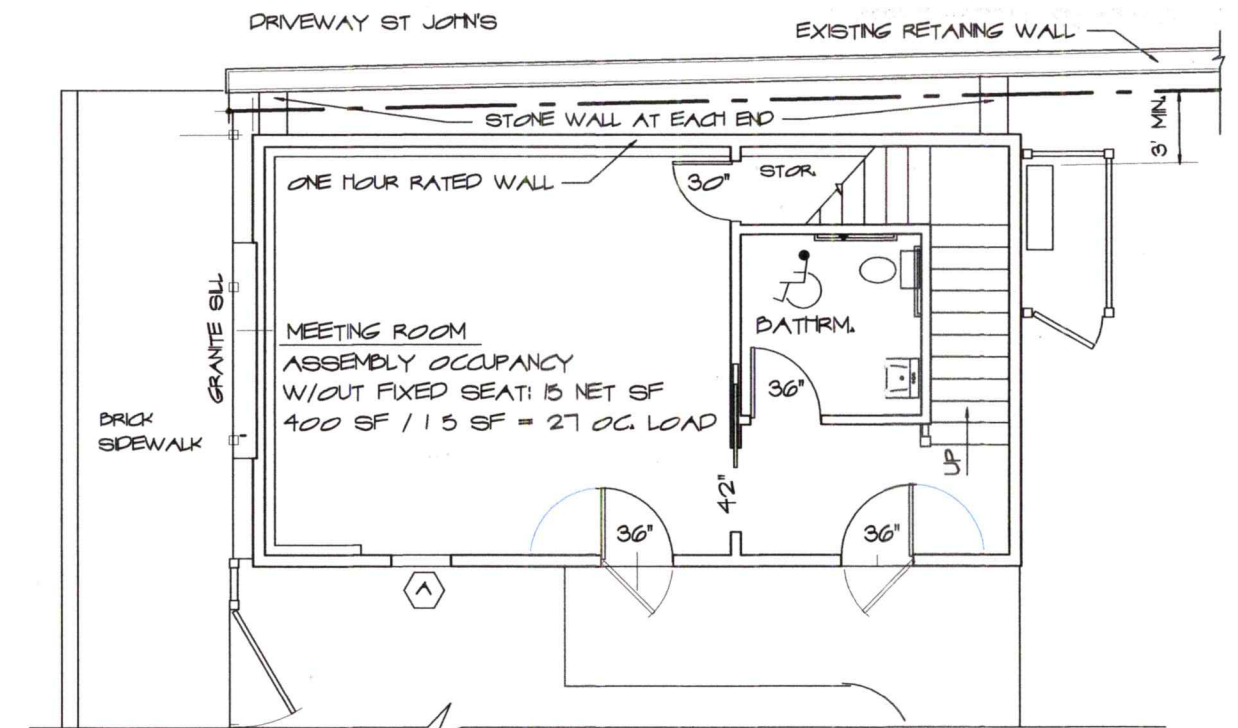 DRIVEWAY ST JOHN'S
EXISTING RETAINING WALL
STONE WALL AT EACH END
3' MIN.
ONE HOUR RATED WALL
30"
STOR.
GRANITE SILL
MEETING ROOM
ASSEMBLY OCCUPANCY
W/OUT FIXED SEAT: 15 NET SF
400 SF / 15 SF = 27 OC. LOAD
BATHRM.
36"
BRICK
SIDEWALK
UP
42"
36"
36"
A